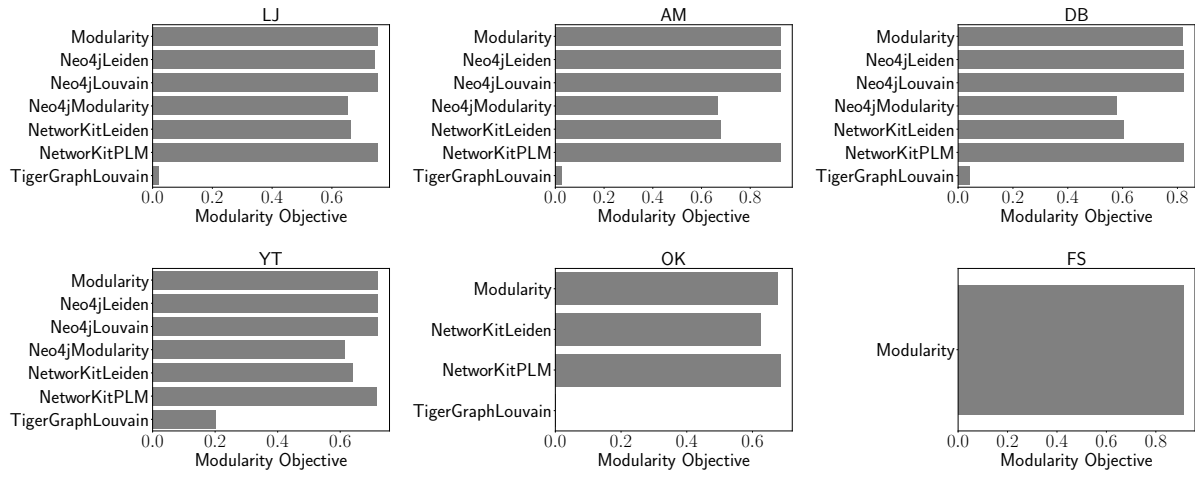 LJ
Modularity
Neo4jLeiden
Neo4jLouvain
Neo4jModularity
NetworKitLeiden
NetworKitPLM
TigerGraphLouvain
0.0 0.2 0.4 0.6
Modularity Objective
AM
Modularity
Neo4jLeiden
Neo4jLouvain
Neo4jModularity
NetworKitLeiden
NetworKitPLM
TigerGraphLouvain
0.0 0.2 0.4 0.6 0.8
Modularity Objective
DB
Modularity
Neo4jLeiden
Neo4jLouvain
Neo4jModularity
NetworKitLeiden
NetworKitPLM
TigerGraphLouvain
0.0 0.2 0.4 0.6 0.8
Modularity Objective
YT
Modularity
Neo4jLeiden
Neo4jLouvain
Neo4jModularity
NetworKitLeiden
NetworKitPLM
TigerGraphLouvain
0.0 0.2 0.4 0.6
Modularity Objective
OK
Modularity
NetworKitLeiden
NetworKitPLM
TigerGraphLouvain
0.0 0.2 0.4 0.6
Modularity Objective
FS
Modularity
0.0 0.2 0.4 0.6 0.8
Modularity Objective